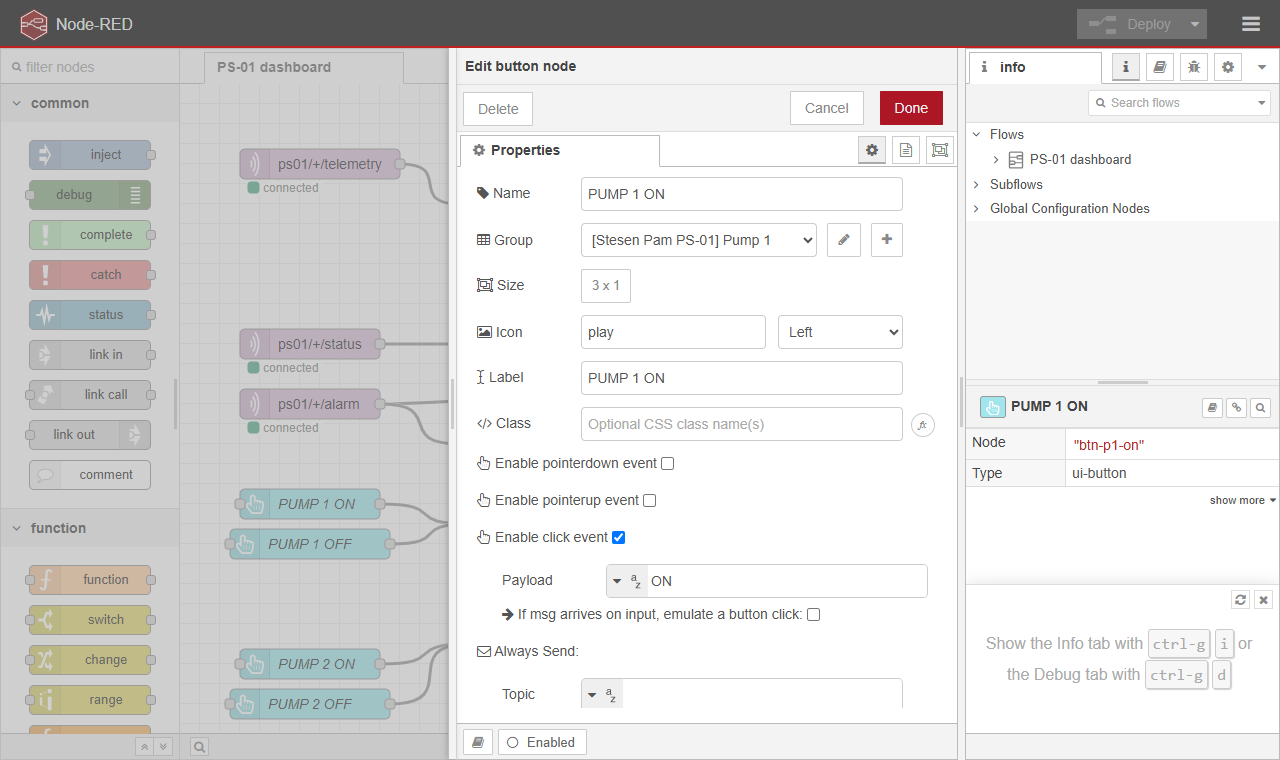 Node-RED
Deploy
filter nodes
PS-01 dashboard
common
inject
debug
complete
catch
status
link in
link call
link out
comment
function
function
switch
change
range
ps01/+/telemetry
connected
ps01/+/status
connected
ps01/+/alarm
connected
PUMP 1 ON
PUMP 1 OFF
PUMP 2 ON
PUMP 2 OFF
Edit button node
Delete
Cancel
Done
Properties
Name
PUMP 1 ON
Group
[Stesen Pam PS-01] Pump 1
Size
3 x 1
Icon
play
Left
Label
PUMP 1 ON
Class
Optional CSS class name(s)
Enable pointerdown event
Enable pointerup event
Enable click event
Payload
ON
If msg arrives on input, emulate a button click:
Always Send:
Topic
Enabled
info
Search flows
Flows
PS-01 dashboard
Subflows
Global Configuration Nodes
PUMP 1 ON
Node
"btn-p1-on"
Type
ui-button
show more
Show the Info tab with ctrl-g i or
the Debug tab with ctrl-g d